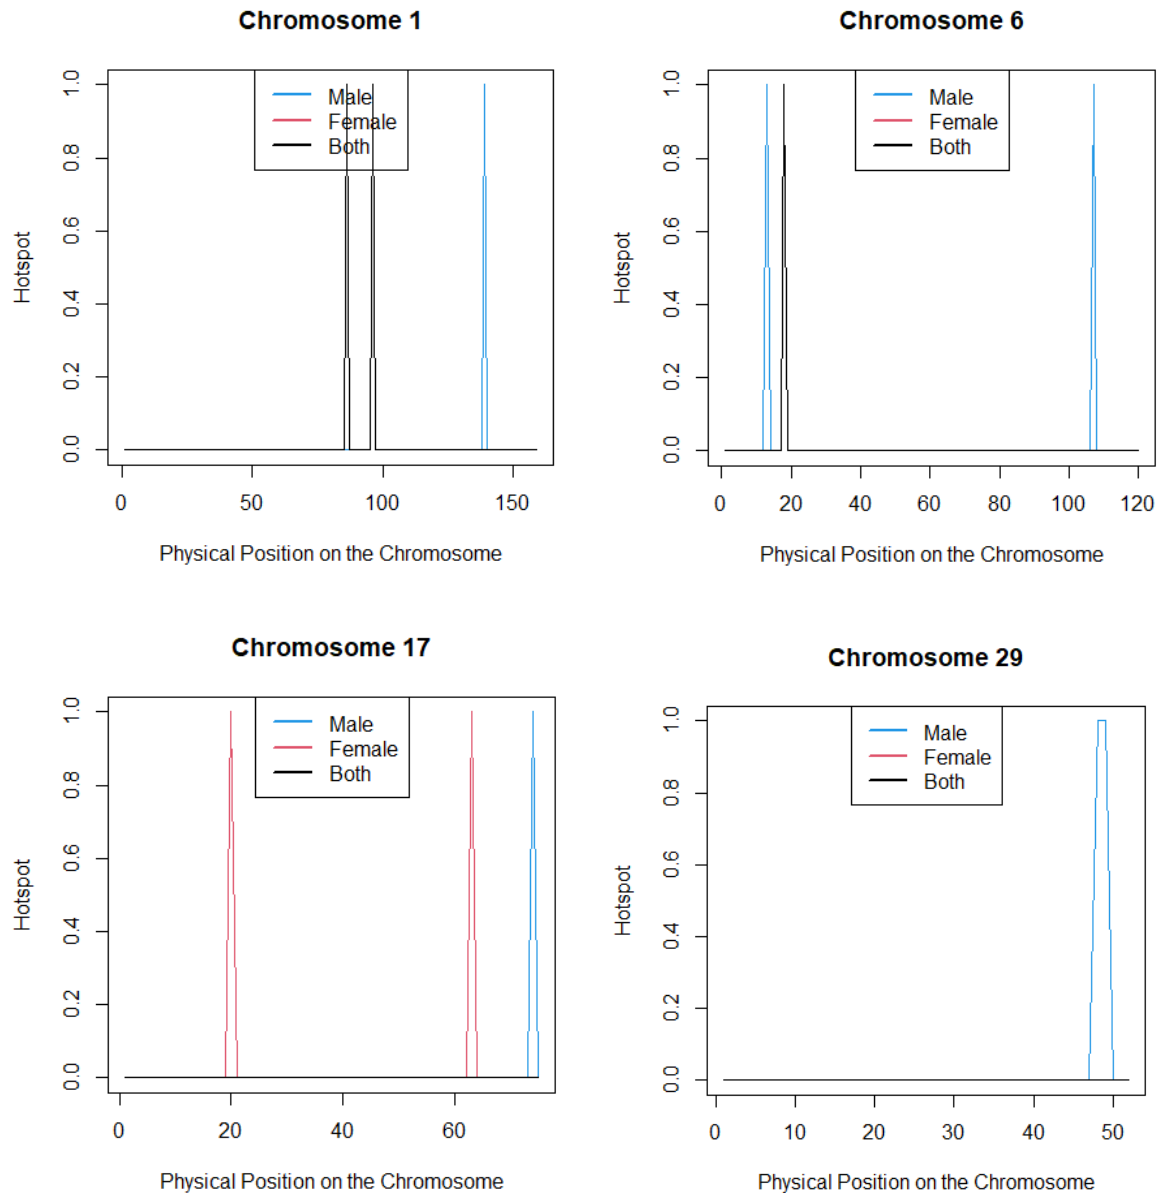 Chromosome 1
Male
Female
Both
Hotspot
0.0 0.2 0.4 0.6 0.8 1.0
0 50 100 150
Physical Position on the Chromosome
Chromosome 6
Male
Female
Both
Hotspot
0.0 0.2 0.4 0.6 0.8 1.0
0 20 40 60 80 100 120
Physical Position on the Chromosome
Chromosome 17
Male
Female
Both
Hotspot
0.0 0.2 0.4 0.6 0.8 1.0
0 20 40 60
Physical Position on the Chromosome
Chromosome 29
Male
Female
Both
Hotspot
0.0 0.2 0.4 0.6 0.8 1.0
0 10 20 30 40 50
Physical Position on the Chromosome